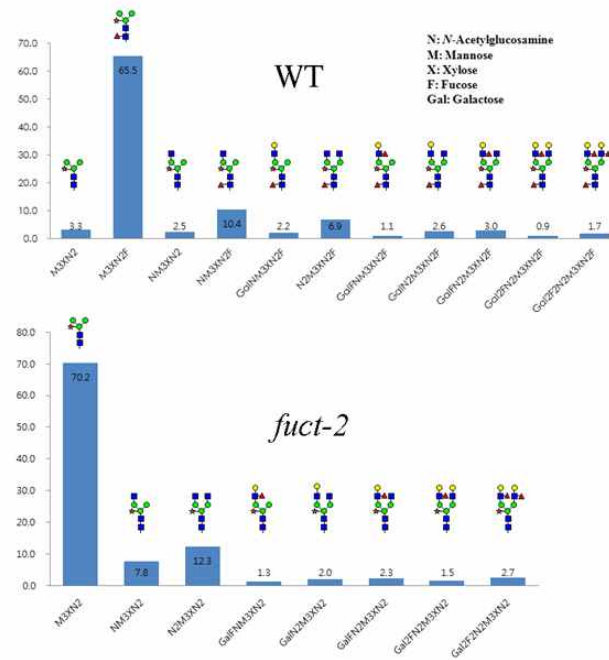 70.0
60.0
50.0
40.0
30.0
20.0
10.0
0.0
WT
N: N-Acetylglucosamine
M: Mannose
X: Xylose
F: Fucose
Gal: Galactose
3.3
65.5
2.5
10.4
2.2
6.9
1.1
2.6
3.0
0.9
1.7
M3XN2
M3XN2F
NM3XN2
NM3XN2F
GalNM3XN2F
N2M3XN2F
GalFNM3XN2F
GalN2M3XN2F
GalFN2M3XN2F
Gal2FN2M3XN2F
Gal2F2N2M3XN2F
80.0
70.0
60.0
50.0
40.0
30.0
20.0
10.0
0.0
fuct-2
70.2
7.8
12.3
1.3
2.0
2.3
1.5
2.7
M3XN2
NM3XN2
N2M3XN2
GalFNM3XN2
GalN2M3XN2
GalFN2M3XN2
Gal2FN2M3XN2
Gal2F2N2M3XN2